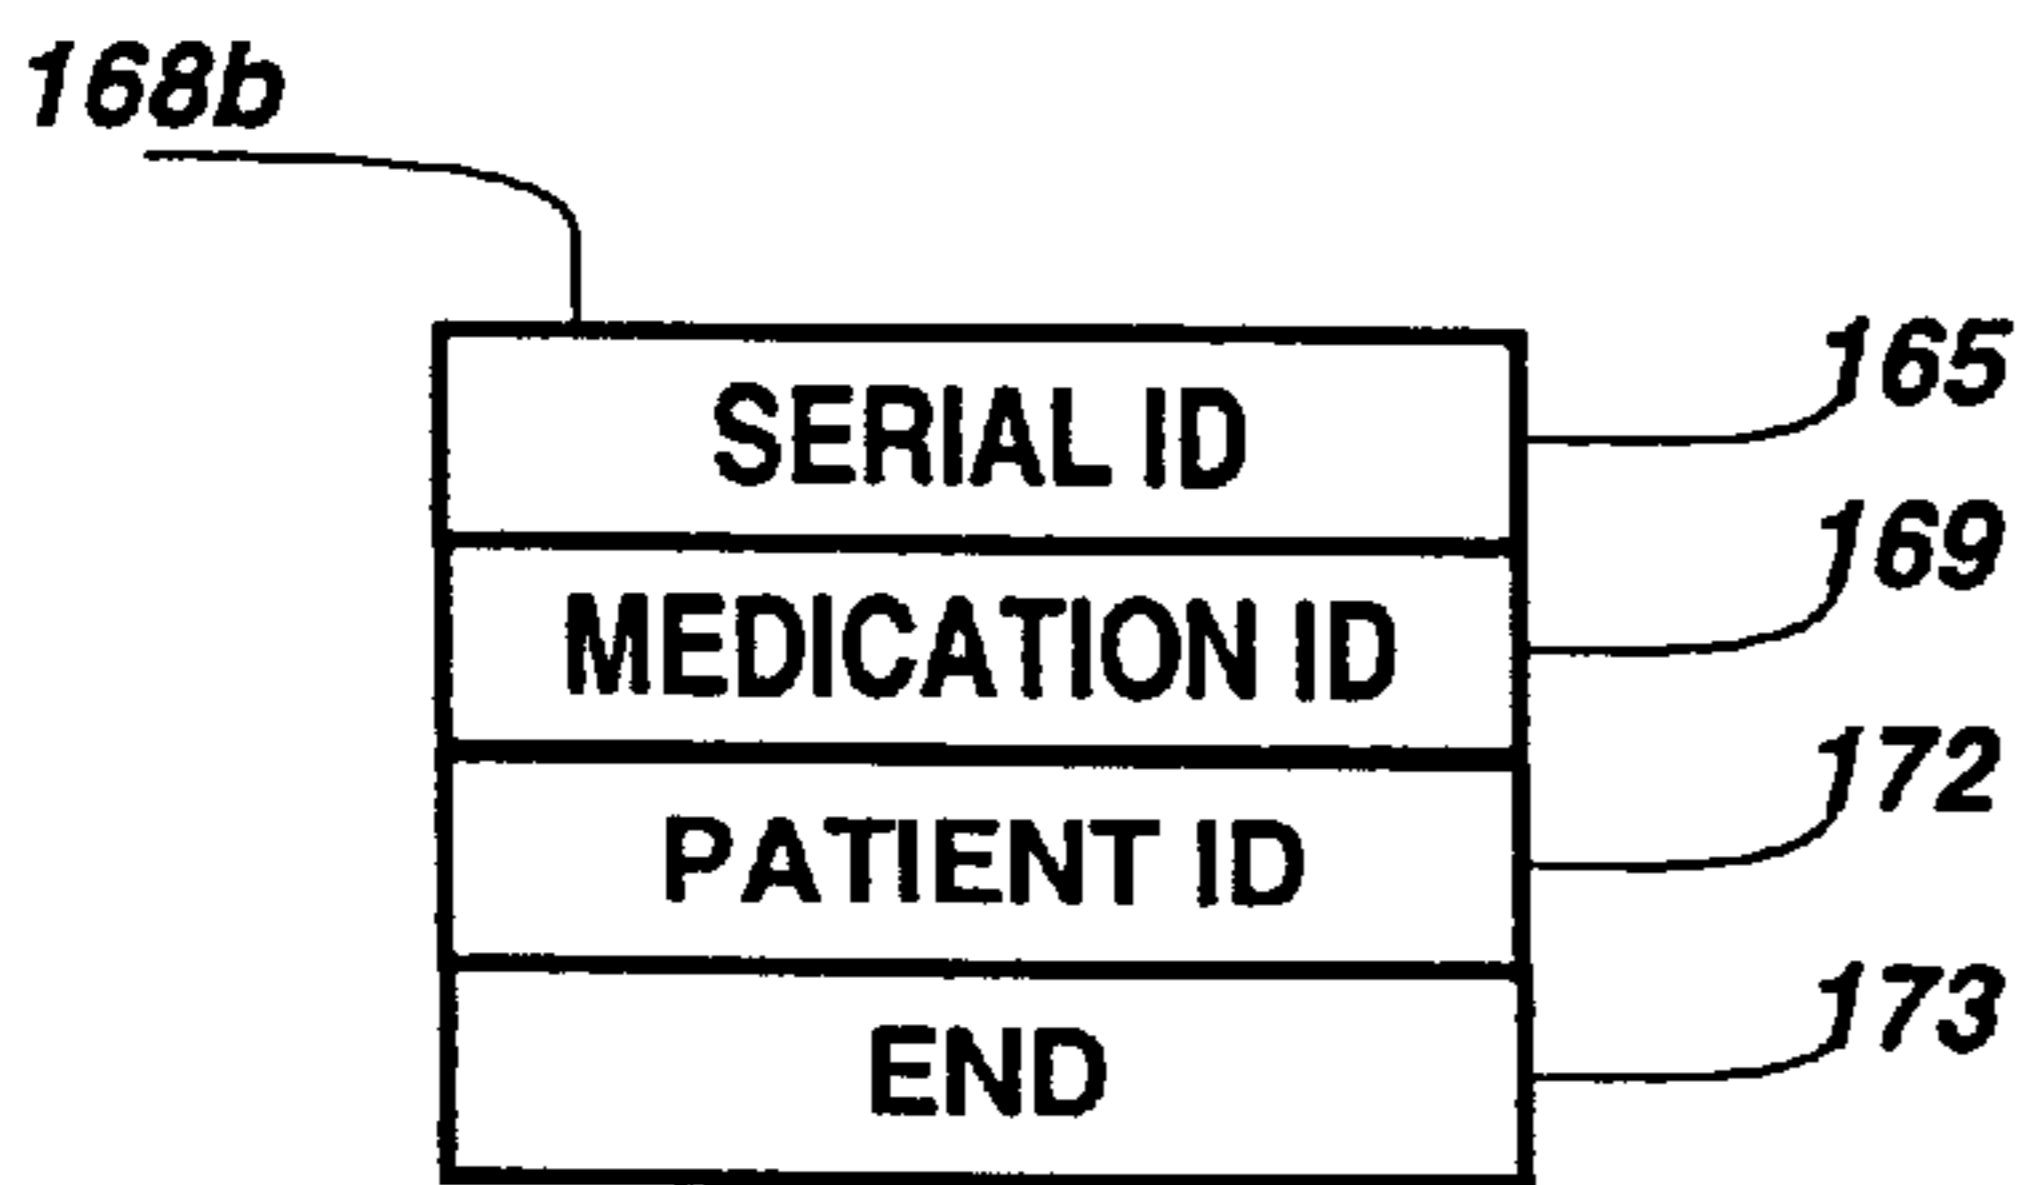 168b
SERIAL ID 165
MEDICATION ID 169
PATIENT ID 172
END 173